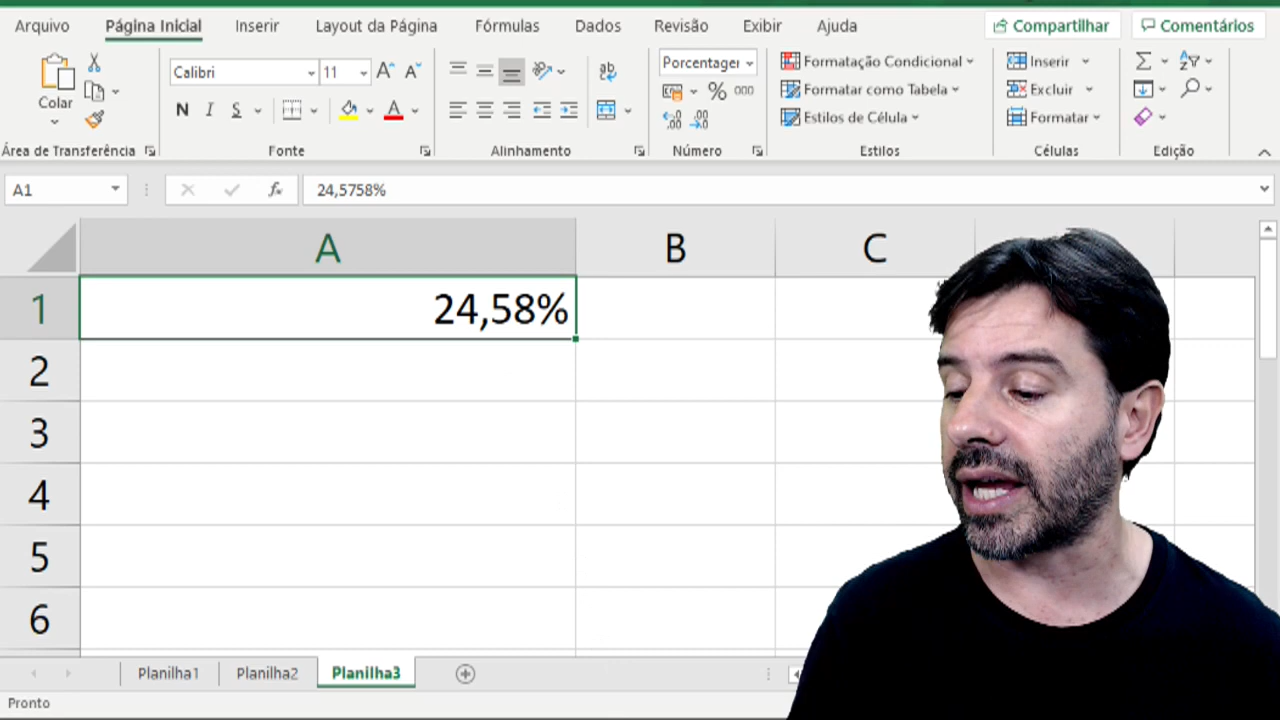 Arquivo Página Inicial Inserir Layout da Página Fórmulas Dados Revisão Exibir Ajuda Compartilhar Comentários
Calibri 11 Porcentager Formatação Condicional Inserir
Colar N I S A % 000 Formatar como Tabela Excluir
Estilos de Célula Formatar
Área de Transferência Fonte Alinhamento Número Estilos Células Edição
A1 fx 24,5758%
A B C
1 24,58%
2
3
4
5
6
Planilha1 Planilha2 Planilha3
Pronto